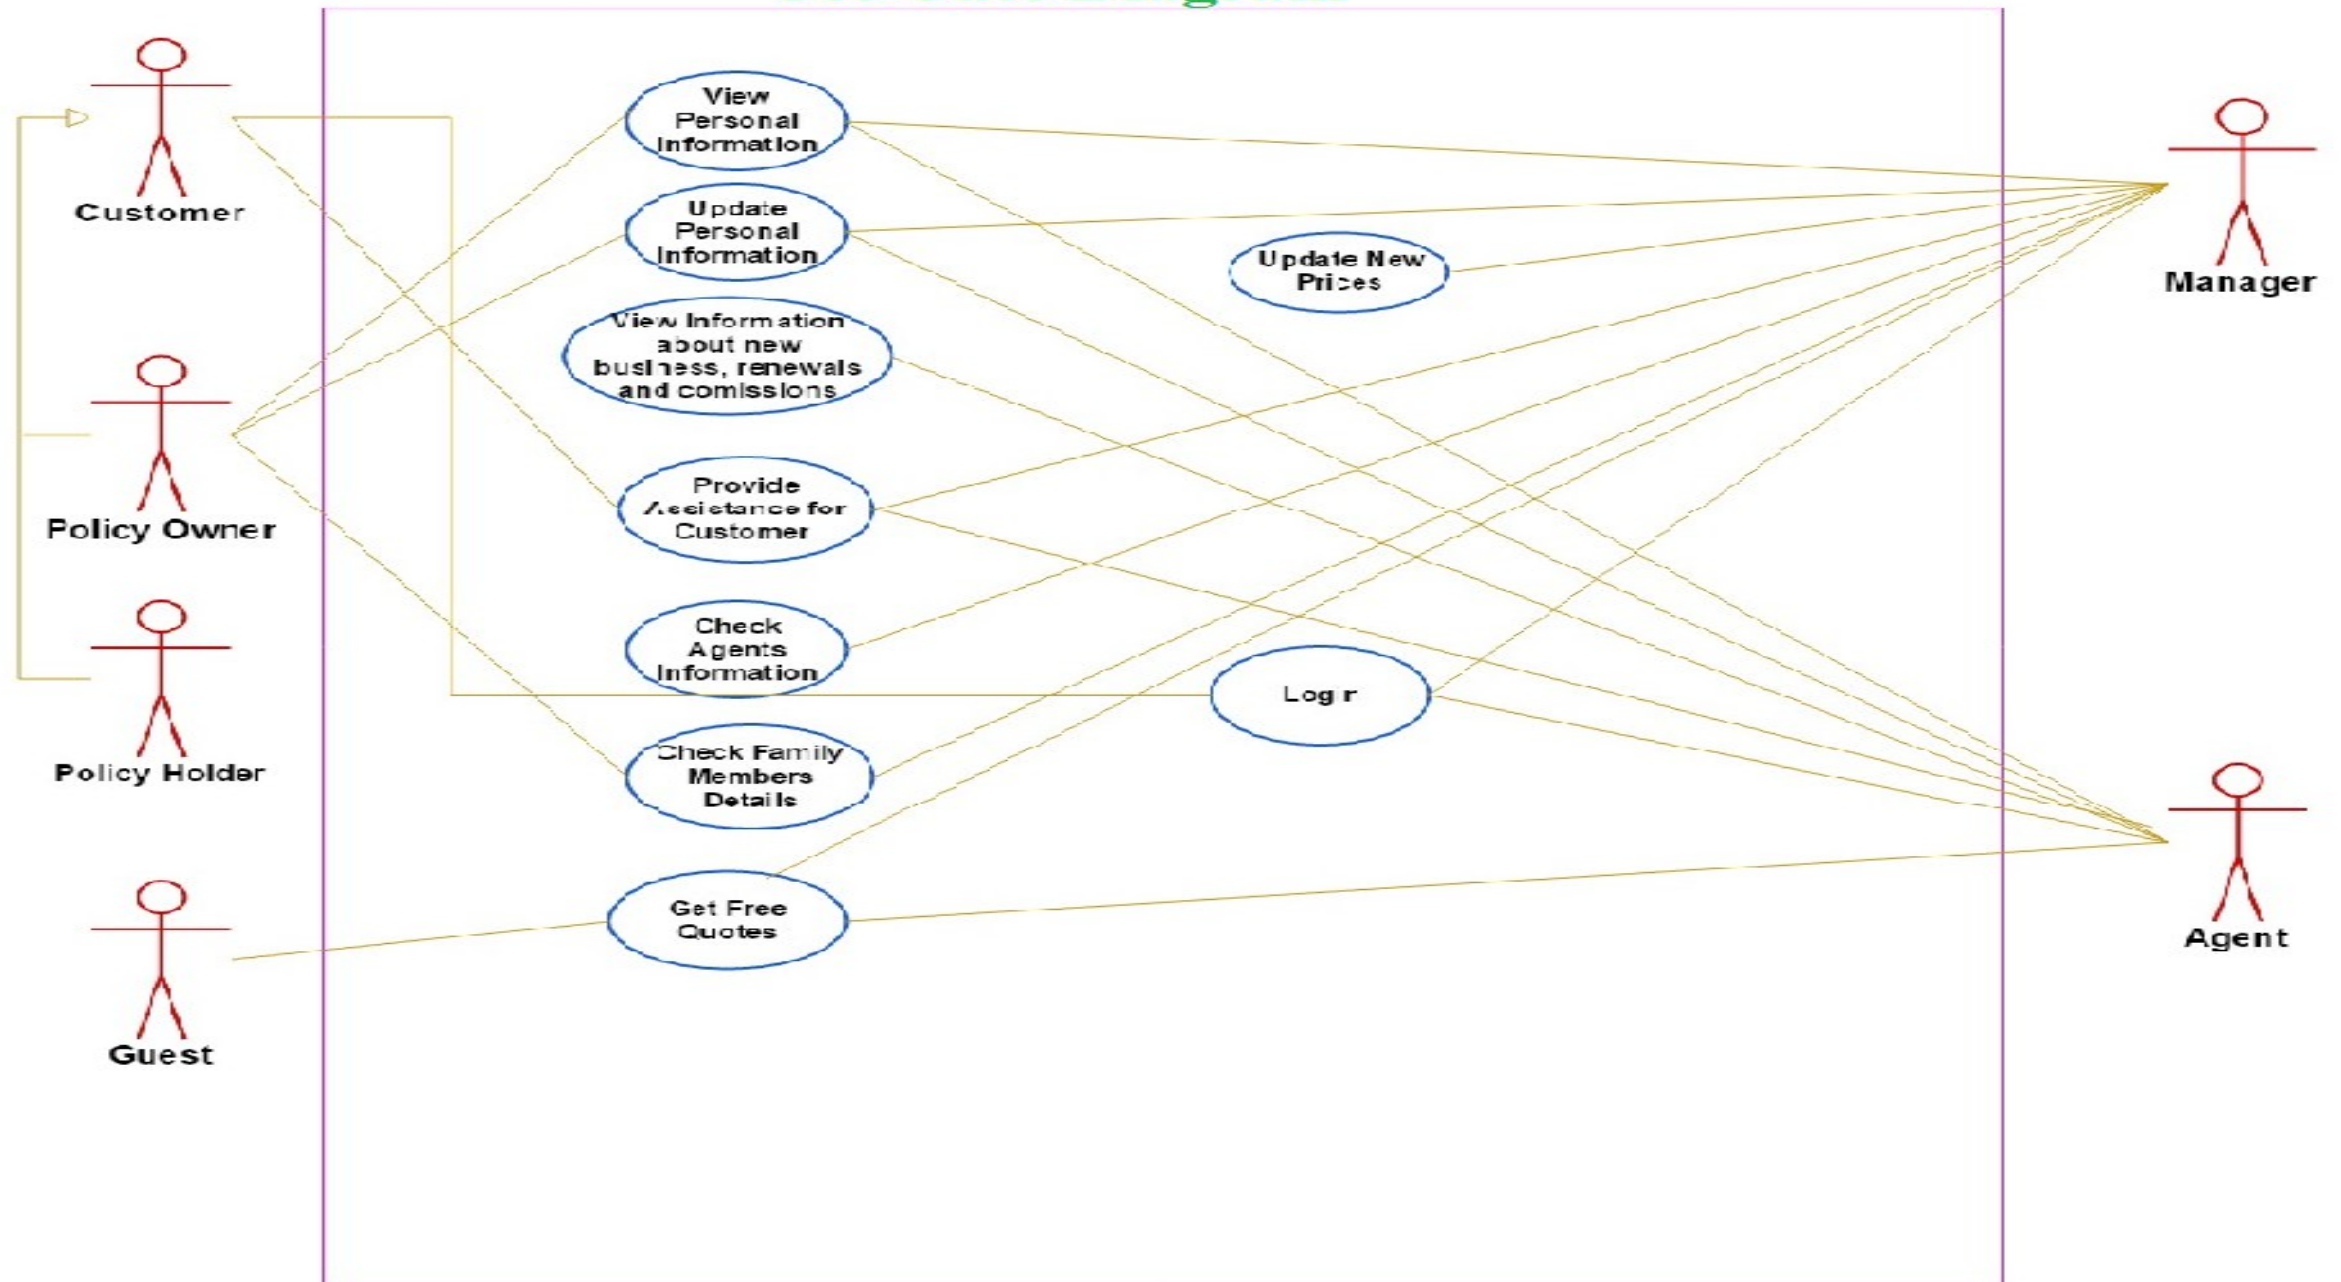 Customer
Policy Owner
Policy Holder
Guest
View
Personal
Information
Update
Personal
Information
View Information
about new
business, renewals
and comissions
Provide
Assistance for
Customer
Check
Agents
Information
Check Family
Members
Details
Get Free
Quotes
Update New
Prices
Login
Manager
Agent